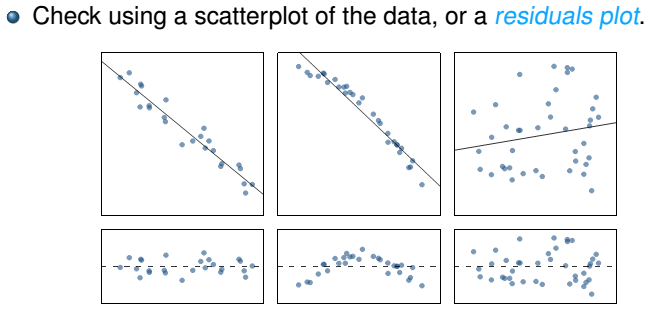 Check using a scatterplot of the data, or a residuals plot.